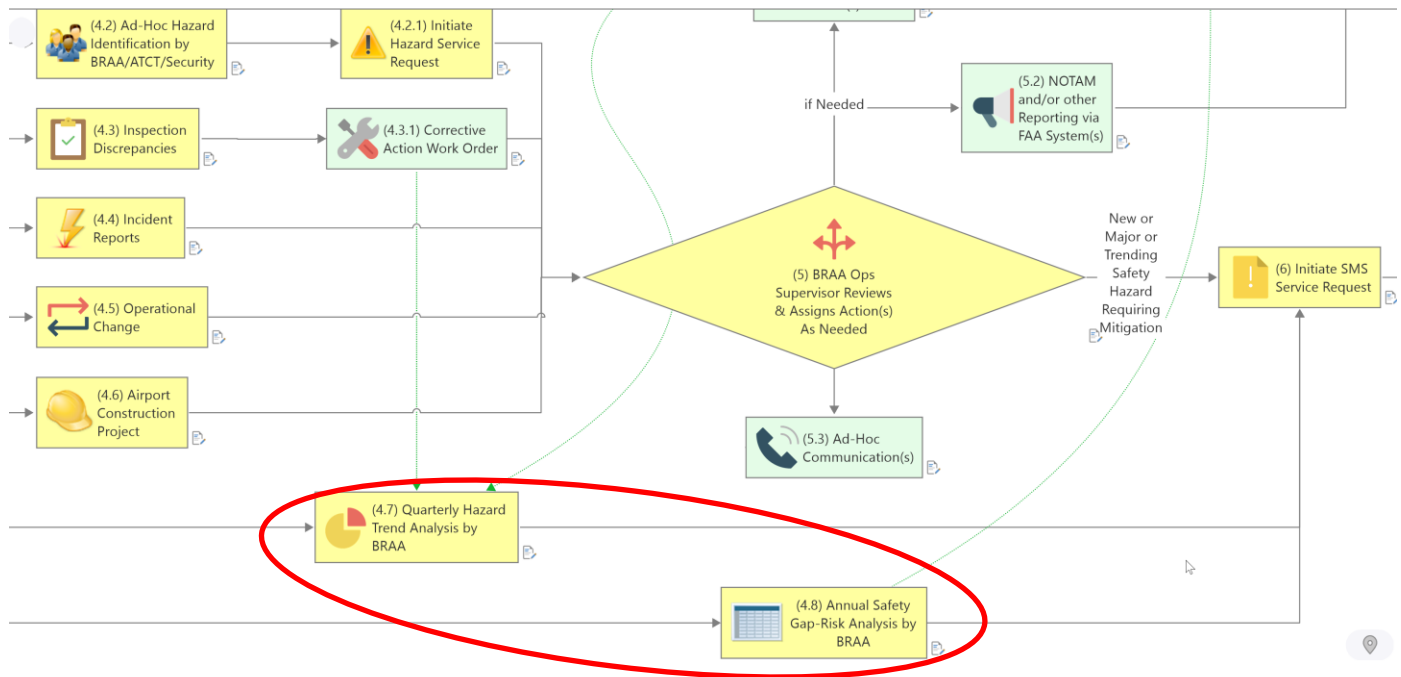 (4.2) Ad-Hoc Hazard
Identification by
BRAA/ATCT/Security
(4.2.1) Initiate
Hazard Service
Request
(5.2) NOTAM
and/or other
Reporting via
FAA System(s)
if Needed
(4.3) Inspection
Discrepancies
(4.3.1) Corrective
Action Work Order
(4.4) Incident
Reports
New or
Major or
Trending
Safety
Hazard
Requiring
Mitigation
(5) BRAA Ops
Supervisor Reviews
& Assigns Action(s)
As Needed
(6) Initiate SMS
Service Request
(4.5) Operational
Change
(4.6) Airport
Construction
Project
(5.3) Ad-Hoc
Communication(s)
(4.7) Quarterly Hazard
Trend Analysis by
BRAA
(4.8) Annual Safety
Gap-Risk Analysis by
BRAA